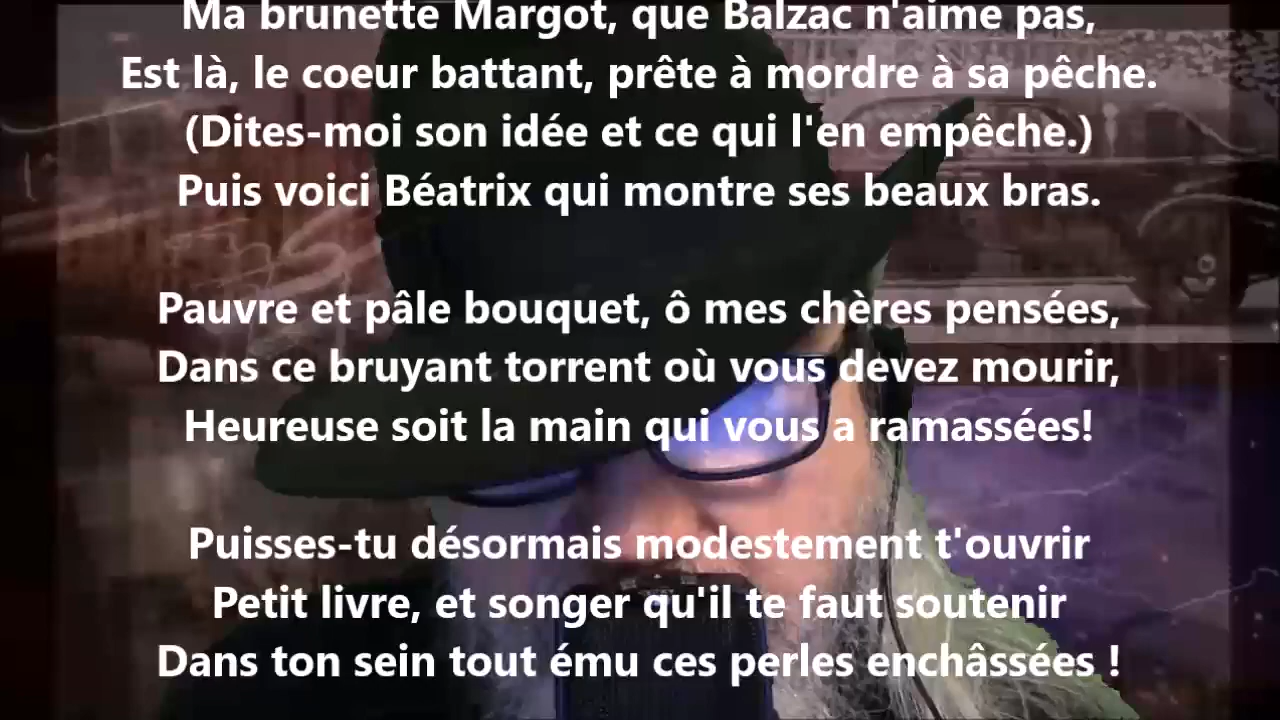 Ma brunette Margot, que Balzac n'aime pas,
Est là, le coeur battant, prête à mordre à sa pêche.
(Dites-moi son idée et ce qui l'en empêche.)
Puis voici Béatrix qui montre ses beaux bras.
Pauvre et pâle bouquet, ô mes chères pensées,
Dans ce bruyant torrent où vous devez mourir,
Heureuse soit la main qui vous a ramassées!
Puisses-tu désormais modestement t'ouvrir
Petit livre, et songer qu'il te faut soutenir
Dans ton sein tout ému ces perles enchâssées !